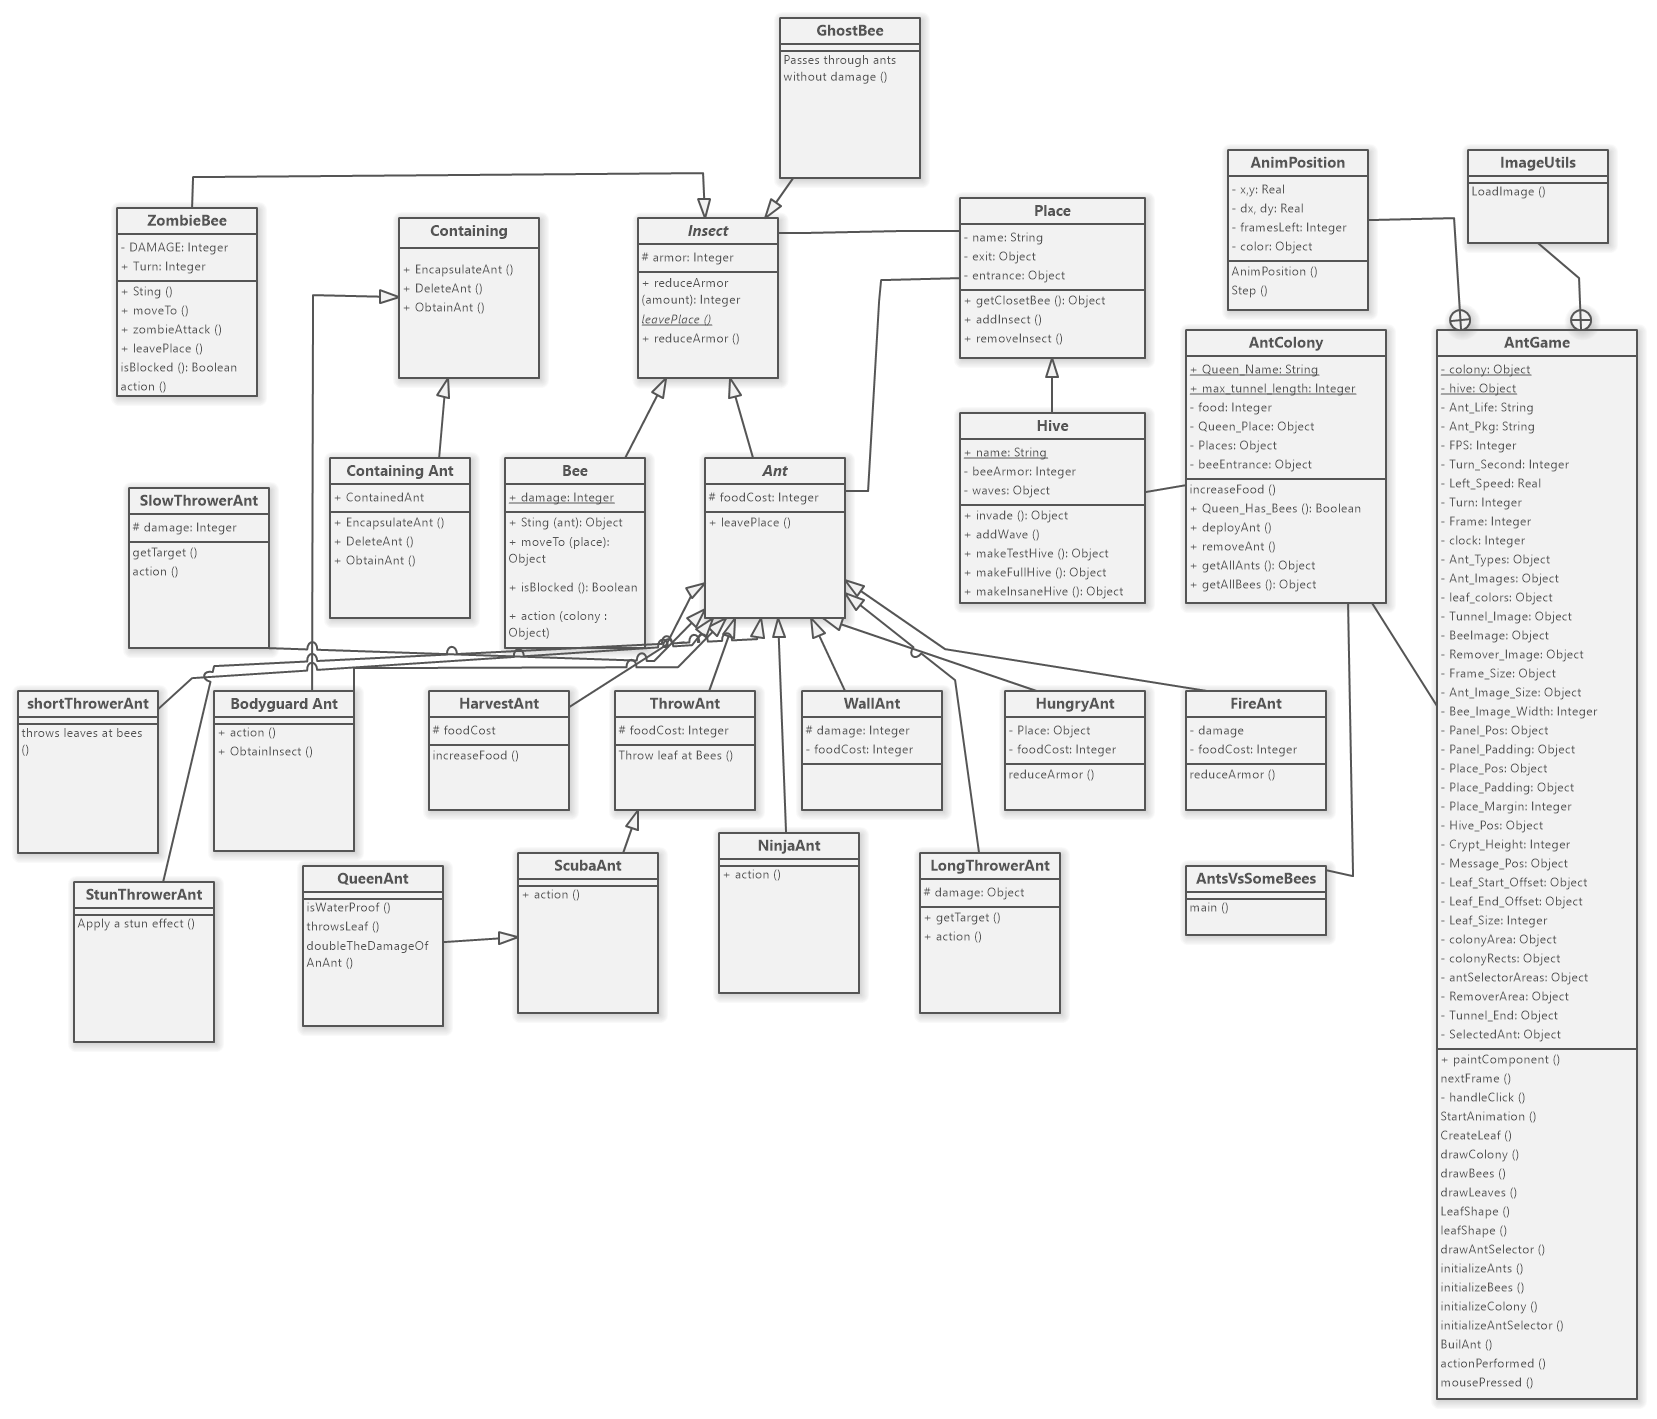 GhostBee
Passes through ants
without damage ()
ZombieBee
- DAMAGE: Integer
+ Turn: Integer
+ Sting ()
+ moveTo ()
+ zombieAttack ()
+ leavePlace ()
isBlocked (): Boolean
action ()
Containing
+ EncapsulateAnt ()
+ DeleteAnt ()
+ ObtainAnt ()
Insect
# armor: Integer
+ reduceArmor
(amount): Integer
leavePlace ()
+ reduceArmor ()
Place
- name: String
- exit: Object
- entrance: Object
+ getClosetBee (): Object
+ addInsect ()
+ removeInsect ()
AnimPosition
- x,y: Real
- dx, dy: Real
- framesLeft: Integer
- color: Object
AnimPosition ()
Step ()
ImageUtils
LoadImage ()
SlowThrowerAnt
# damage: Integer
getTarget ()
action ()
Containing Ant
+ ContainedAnt
+ EncapsulateAnt ()
+ DeleteAnt ()
+ ObtainAnt ()
Bee
+ damage: Integer
+ Sting (ant): Object
+ moveTo (place):
Object
+ isBlocked (): Boolean
+ action (colony :
Object)
Ant
# foodCost: Integer
+ leavePlace ()
Hive
+ name: String
- beeArmor: Integer
- waves: Object
+ invade (): Object
+ addWave ()
+ makeTestHive (): Object
+ makeFullHive (): Object
+ makeInsaneHive (): Object
AntColony
+ Queen_Name: String
+ max_tunnel_length: Integer
- food: Integer
- Queen_Place: Object
- Places: Object
- beeEntrance: Object
increaseFood ()
+ Queen_Has_Bees (): Boolean
+ deployAnt ()
+ removeAnt ()
+ getAllAnts (): Object
+ getAllBees (): Object
AntGame
- colony: Object
- hive: Object
- Ant_Life: String
- Ant_Pkg: String
- FPS: Integer
- Turn_Second: Integer
- Left_Speed: Real
- Turn: Integer
- Frame: Integer
- clock: Integer
- Ant_Types: Object
- Ant_Images: Object
- leaf_colors: Object
- Tunnel_Image: Object
- BeeImage: Object
- Remover_Image: Object
- Frame_Size: Object
- Ant_Image_Size: Object
- Bee_Image_Width: Integer
- Panel_Pos: Object
- Panel_Padding: Object
- Place_Pos: Object
- Place_Padding: Object
- Place_Margin: Integer
- Hive_Pos: Object
- Crypt_Height: Integer
- Message_Pos: Object
- Leaf_Start_Offset: Object
- Leaf_End_Offset: Object
- Leaf_Size: Integer
- colonyArea: Object
- colonyRects: Object
- antSelectorAreas: Object
- RemoverArea: Object
- Tunnel_End: Object
- SelectedAnt: Object
+ paintComponent ()
nextFrame ()
- handleClick ()
StartAnimation ()
CreateLeaf ()
drawColony ()
drawBees ()
drawLeaves ()
LeafShape ()
leafShape ()
drawAntSelector ()
initializeAnts ()
initializeBees ()
initializeColony ()
initializeAntSelector ()
BuilAnt ()
actionPerformed ()
mousePressed ()
shortThrowerAnt
throws leaves at bees
()
Bodyguard Ant
+ action ()
+ ObtainInsect ()
HarvestAnt
# foodCost
increaseFood ()
ThrowAnt
# foodCost: Integer
Throw leaf at Bees ()
WallAnt
# damage: Integer
- foodCost: Integer
HungryAnt
- Place: Object
- foodCost: Integer
reduceArmor ()
FireAnt
- damage
- foodCost: Integer
reduceArmor ()
StunThrowerAnt
Apply a stun effect ()
QueenAnt
isWaterProof ()
throwsLeaf ()
doubleTheDamageOf
AnAnt ()
ScubaAnt
+ action ()
NinjaAnt
+ action ()
LongThrowerAnt
# damage: Object
+ getTarget ()
+ action ()
AntsVsSomeBees
main ()